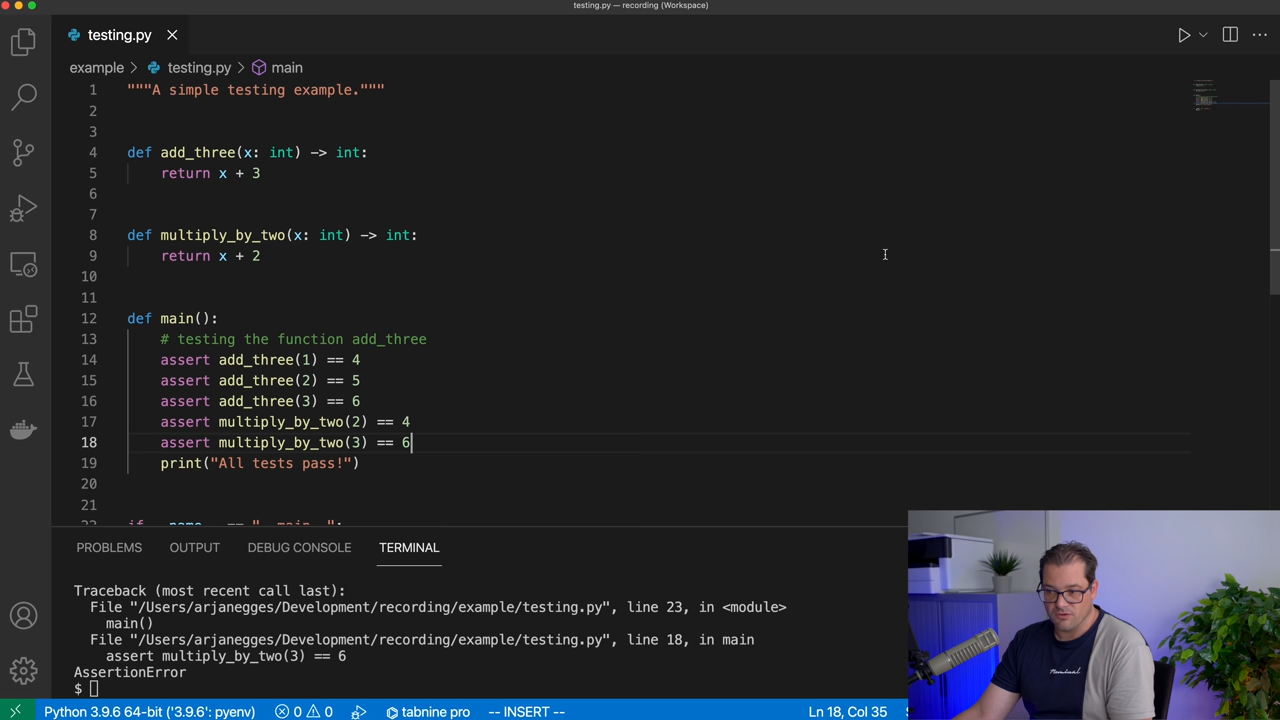 testing.py — recording (Workspace)
testing.py
example > testing.py > main
1 """A simple testing example."""
2
3
4 def add_three(x: int) -> int:
5 return x + 3
6
7
8 def multiply_by_two(x: int) -> int:
9 return x + 2
10
11
12 def main():
13 # testing the function add_three
14 assert add_three(1) == 4
15 assert add_three(2) == 5
16 assert add_three(3) == 6
17 assert multiply_by_two(2) == 4
18 assert multiply_by_two(3) == 6
19 print("All tests pass!")
20
21
22 if __name__ == "__main__":
PROBLEMS OUTPUT DEBUG CONSOLE TERMINAL
Traceback (most recent call last):
File "/Users/arjanegges/Development/recording/example/testing.py", line 23, in <module>
main()
File "/Users/arjanegges/Development/recording/example/testing.py", line 18, in main
assert multiply_by_two(3) == 6
AssertionError
$
Terminal
Python 3.9.6 64-bit ('3.9.6': pyenv) 0 0 tabnine pro -- INSERT -- Ln 18, Col 35